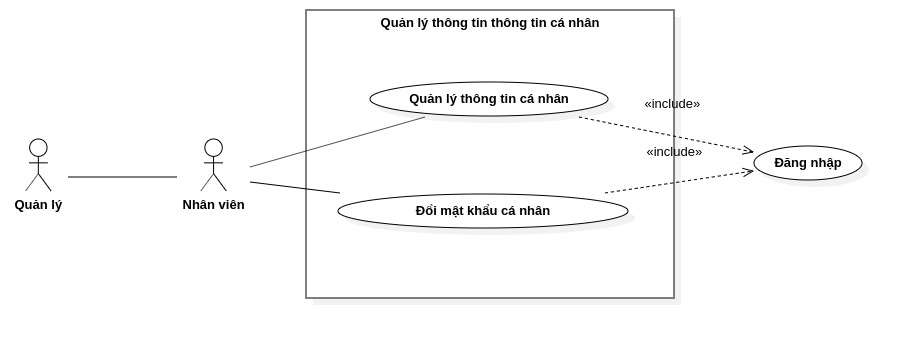 Quản lý thông tin thông tin cá nhân
Quản lý thông tin cá nhân
«include»
«include»
Đăng nhập
Quản lý
Nhân viên
Đổi mật khẩu cá nhân